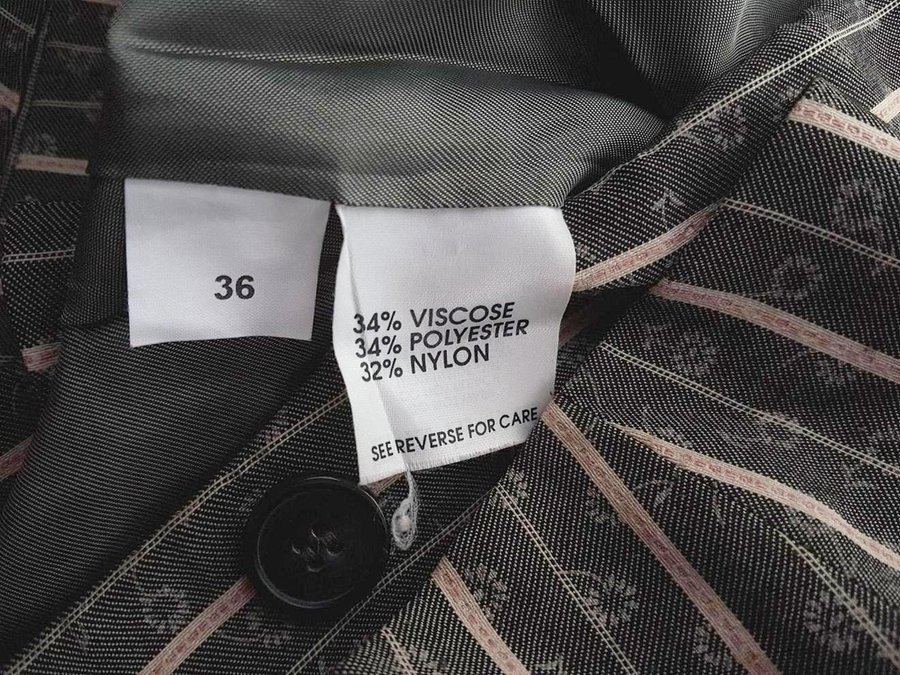 36
34% VISCOSE
34% POLYESTER
32% NYLON
SEE REVERSE FOR CARE